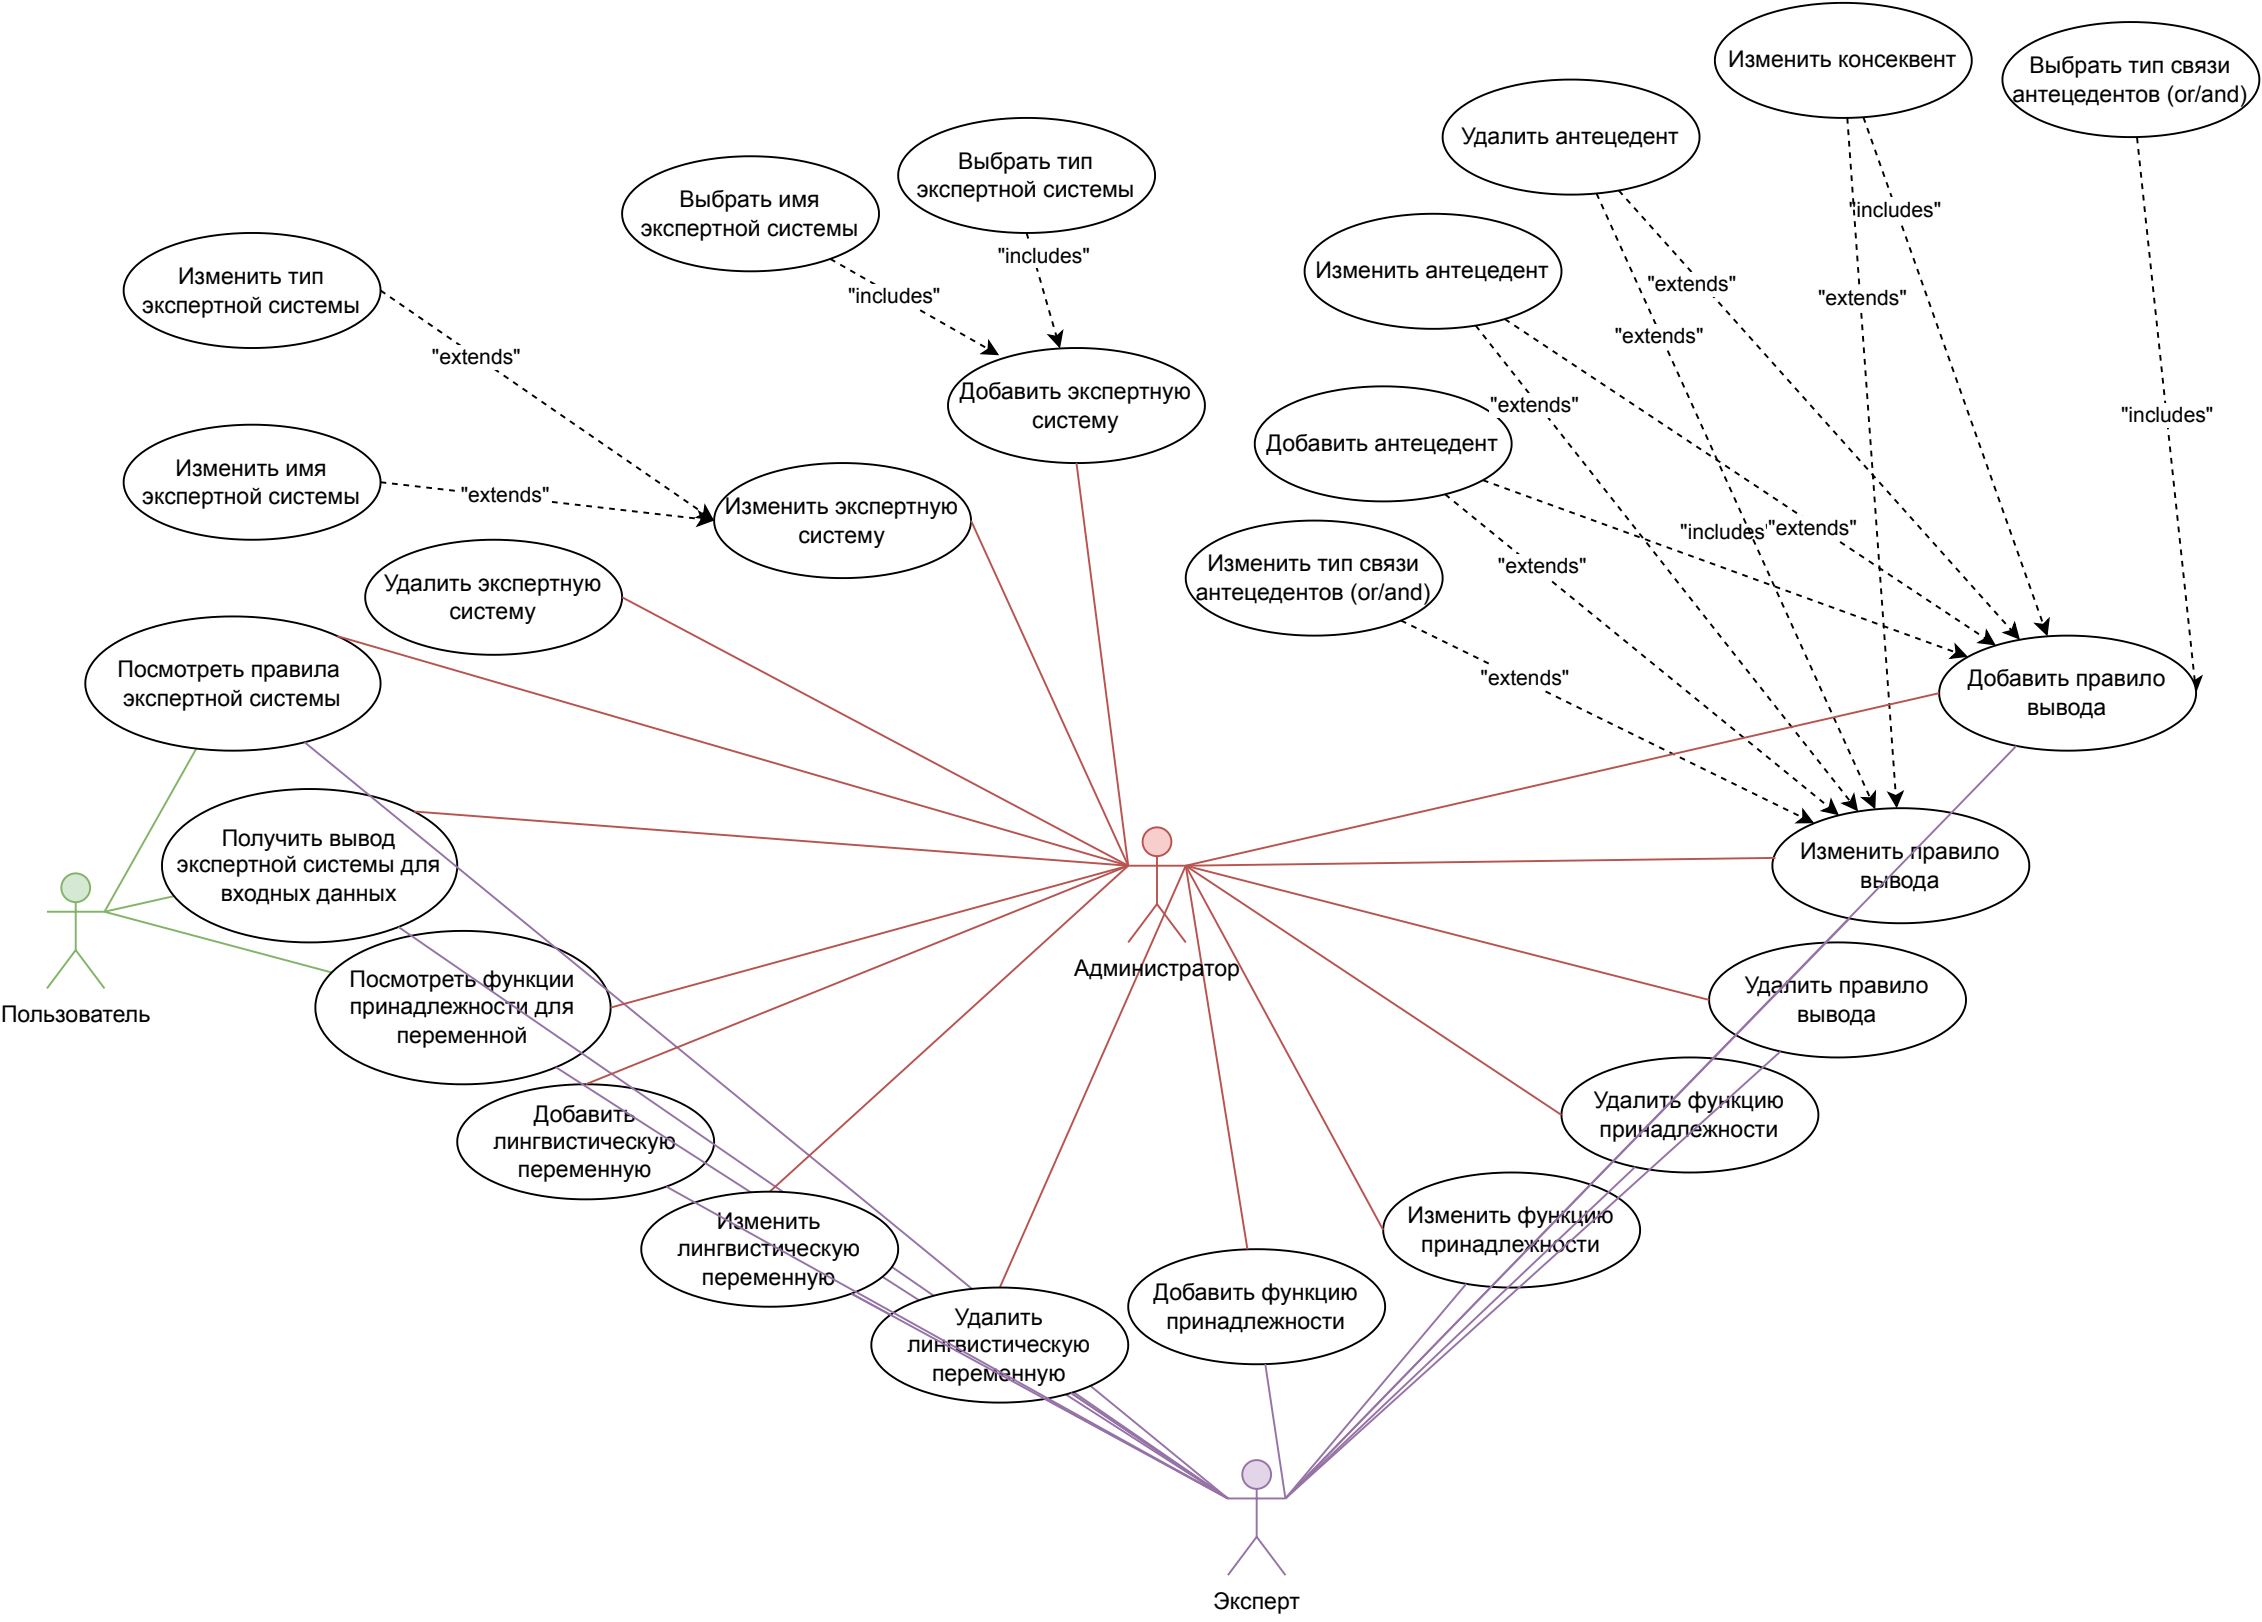 Изменить консеквент
Выбрать тип связи
антецедентов (or/and)
Удалить антецедент
Выбрать тип
экспертной системы
Выбрать имя
экспертной системы
"includes"
"includes"
"includes"
Изменить антецедент
Изменить тип
экспертной системы
"extends"
"extends"
"extends"
"extends"
"includes"
Добавить экспертную
систему
"extends"
"includes"
Добавить антецедент
Изменить имя
экспертной системы
"extends"
Изменить экспертную
систему
"includes"
"extends"
"extends"
Изменить тип связи
антецедентов (or/and)
Удалить экспертную
систему
Посмотреть правила
экспертной системы
"extends"
Добавить правило
вывода
Получить вывод
экспертной системы для
входных данных
Изменить правило
вывода
Администратор
Пользователь
Посмотреть функции
принадлежности для
переменной
Удалить правило
вывода
Добавить
лингвистическую
переменную
Удалить функцию
принадлежности
Изменить
лингвистическую
переменную
Изменить функцию
принадлежности
Удалить
лингвистическую
переменную
Добавить функцию
принадлежности
Эксперт